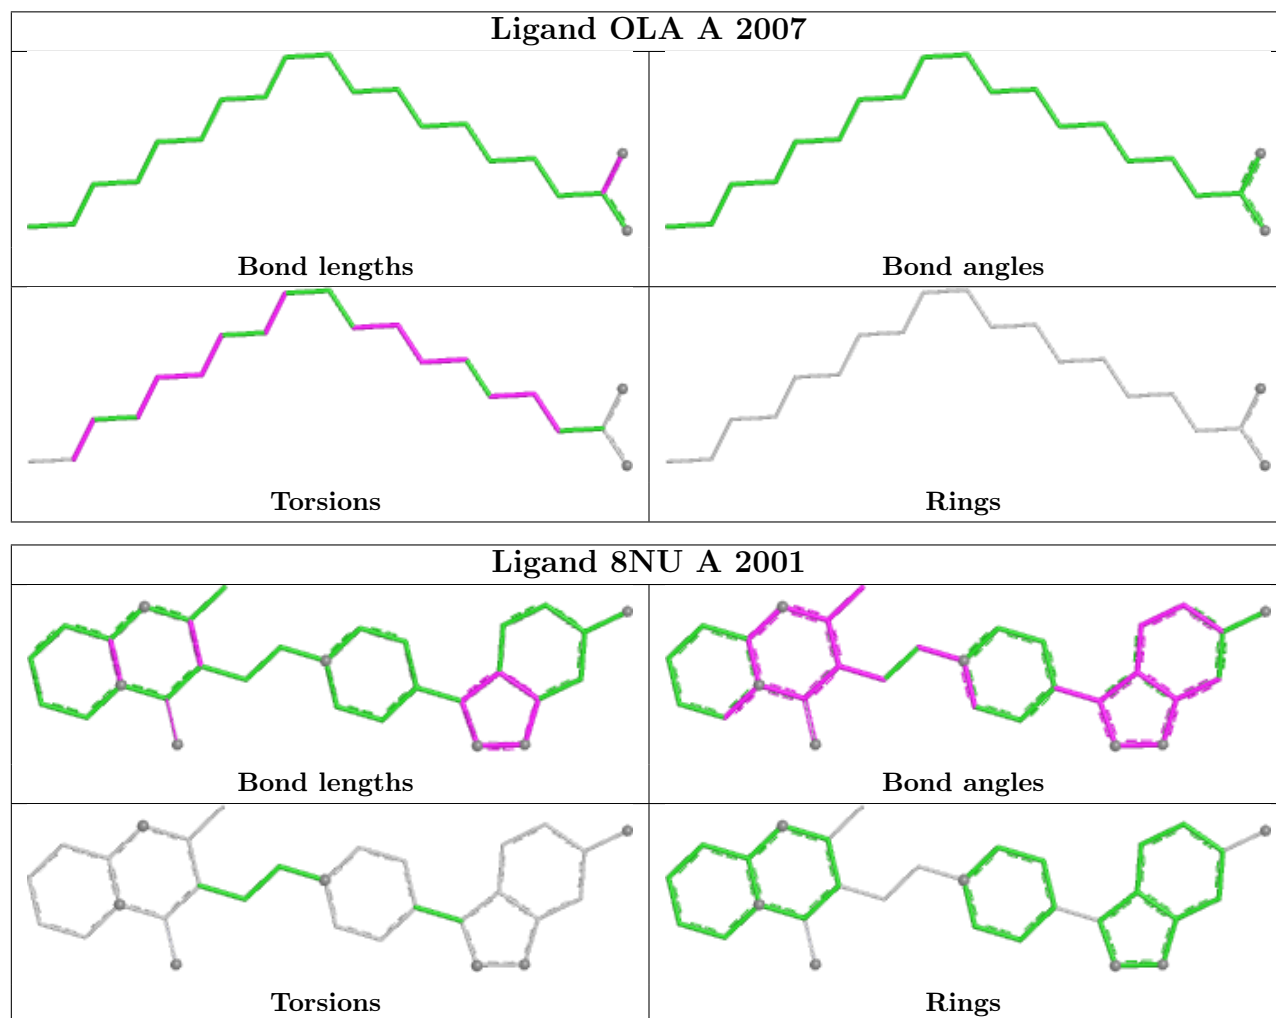 Ligand OLA A 2007
Bond lengths
Bond angles
Torsions
Rings
Ligand 8NU A 2001
Bond lengths
Bond angles
Torsions
Rings